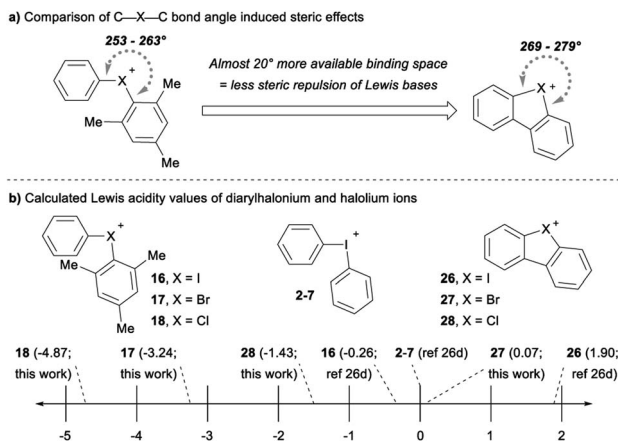 a) Comparison of C—X—C bond angle induced steric effects
253 - 263°
X+
Me
Me
Me
Almost 20° more available binding space
= less steric repulsion of Lewis bases
269 - 279°
X+
b) Calculated Lewis acidity values of diarylhalonium and halolium ions
X+
Me
Me
Me
16, X = I
17, X = Br
18, X = Cl
I+
2-7
X+
26, X = I
27, X = Br
28, X = Cl
18 (-4.87; this work)
17 (-3.24; this work)
28 (-1.43; this work)
16 (-0.26; ref 26d)
2-7 (ref 26d)
27 (0.07; this work)
26 (1.90; ref 26d)
-5 -4 -3 -2 -1 0 1 2